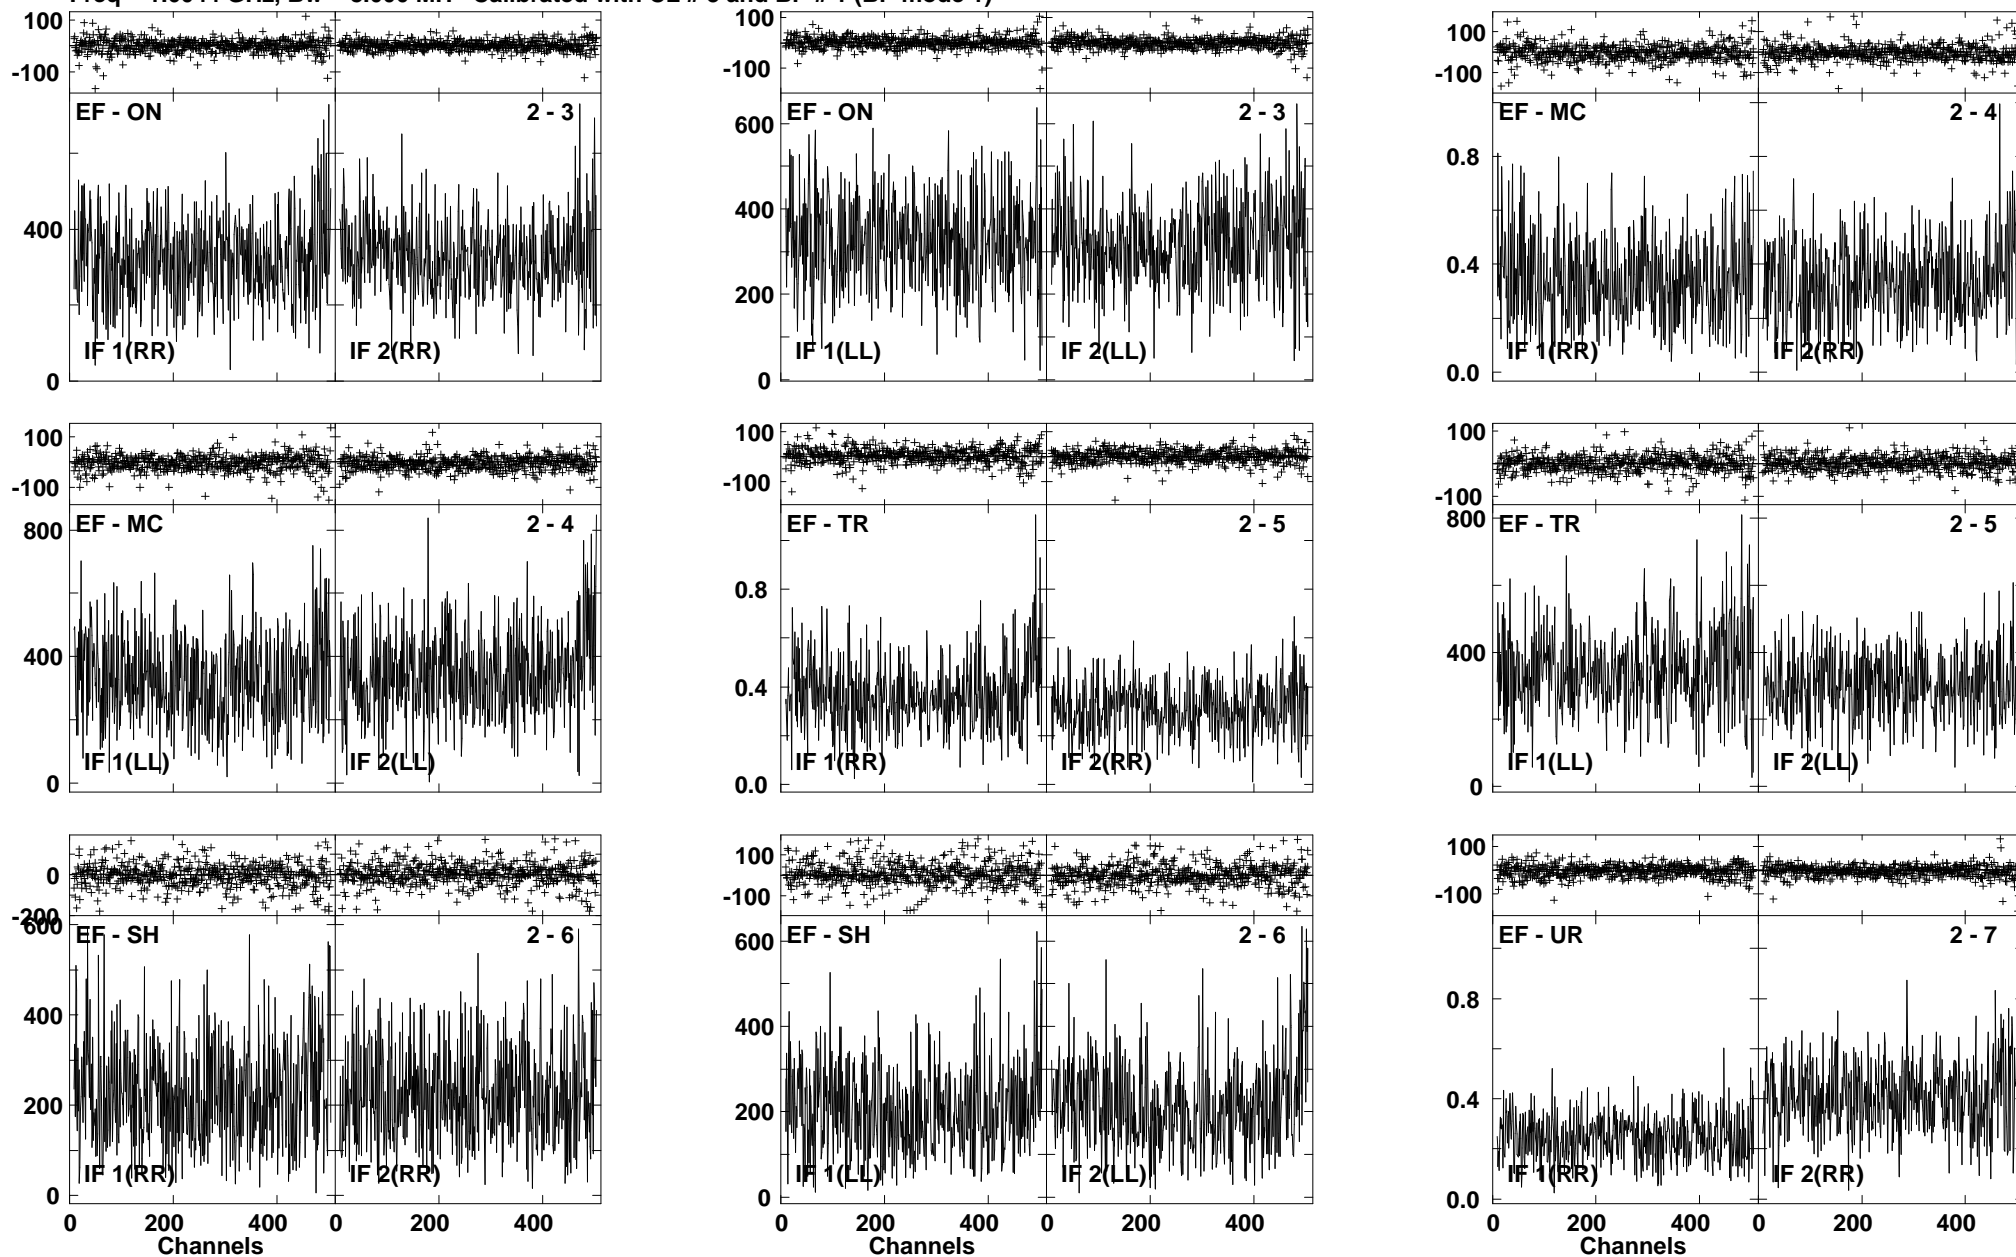 100
-100
EF - ON 2 - 3
400
0
IF 1(RR) IF 2(RR)
100
-100
EF - ON 2 - 3
600
400
200
0
IF 1(LL) IF 2(LL)
100
-100
EF - MC 2 - 4
0.8
0.4
0.0
IF 1(RR) IF 2(RR)
100
-100
EF - MC 2 - 4
800
400
0
IF 1(LL) IF 2(LL)
100
-100
EF - TR 2 - 5
0.8
0.4
0.0
IF 1(RR) IF 2(RR)
100
-100
EF - TR 2 - 5
800
400
0
IF 1(LL) IF 2(LL)
0
-200
EF - SH 2 - 6
600
400
200
0
IF 1(RR) IF 2(RR)
0 200 400 0 200 400
Channels
100
-100
EF - SH 2 - 6
600
400
200
0
IF 1(LL) IF 2(LL)
0 200 400 0 200 400
Channels
100
-100
EF - UR 2 - 7
0.8
0.4
0.0
IF 1(RR) IF 2(RR)
0 200 400 0 200 400
Channels